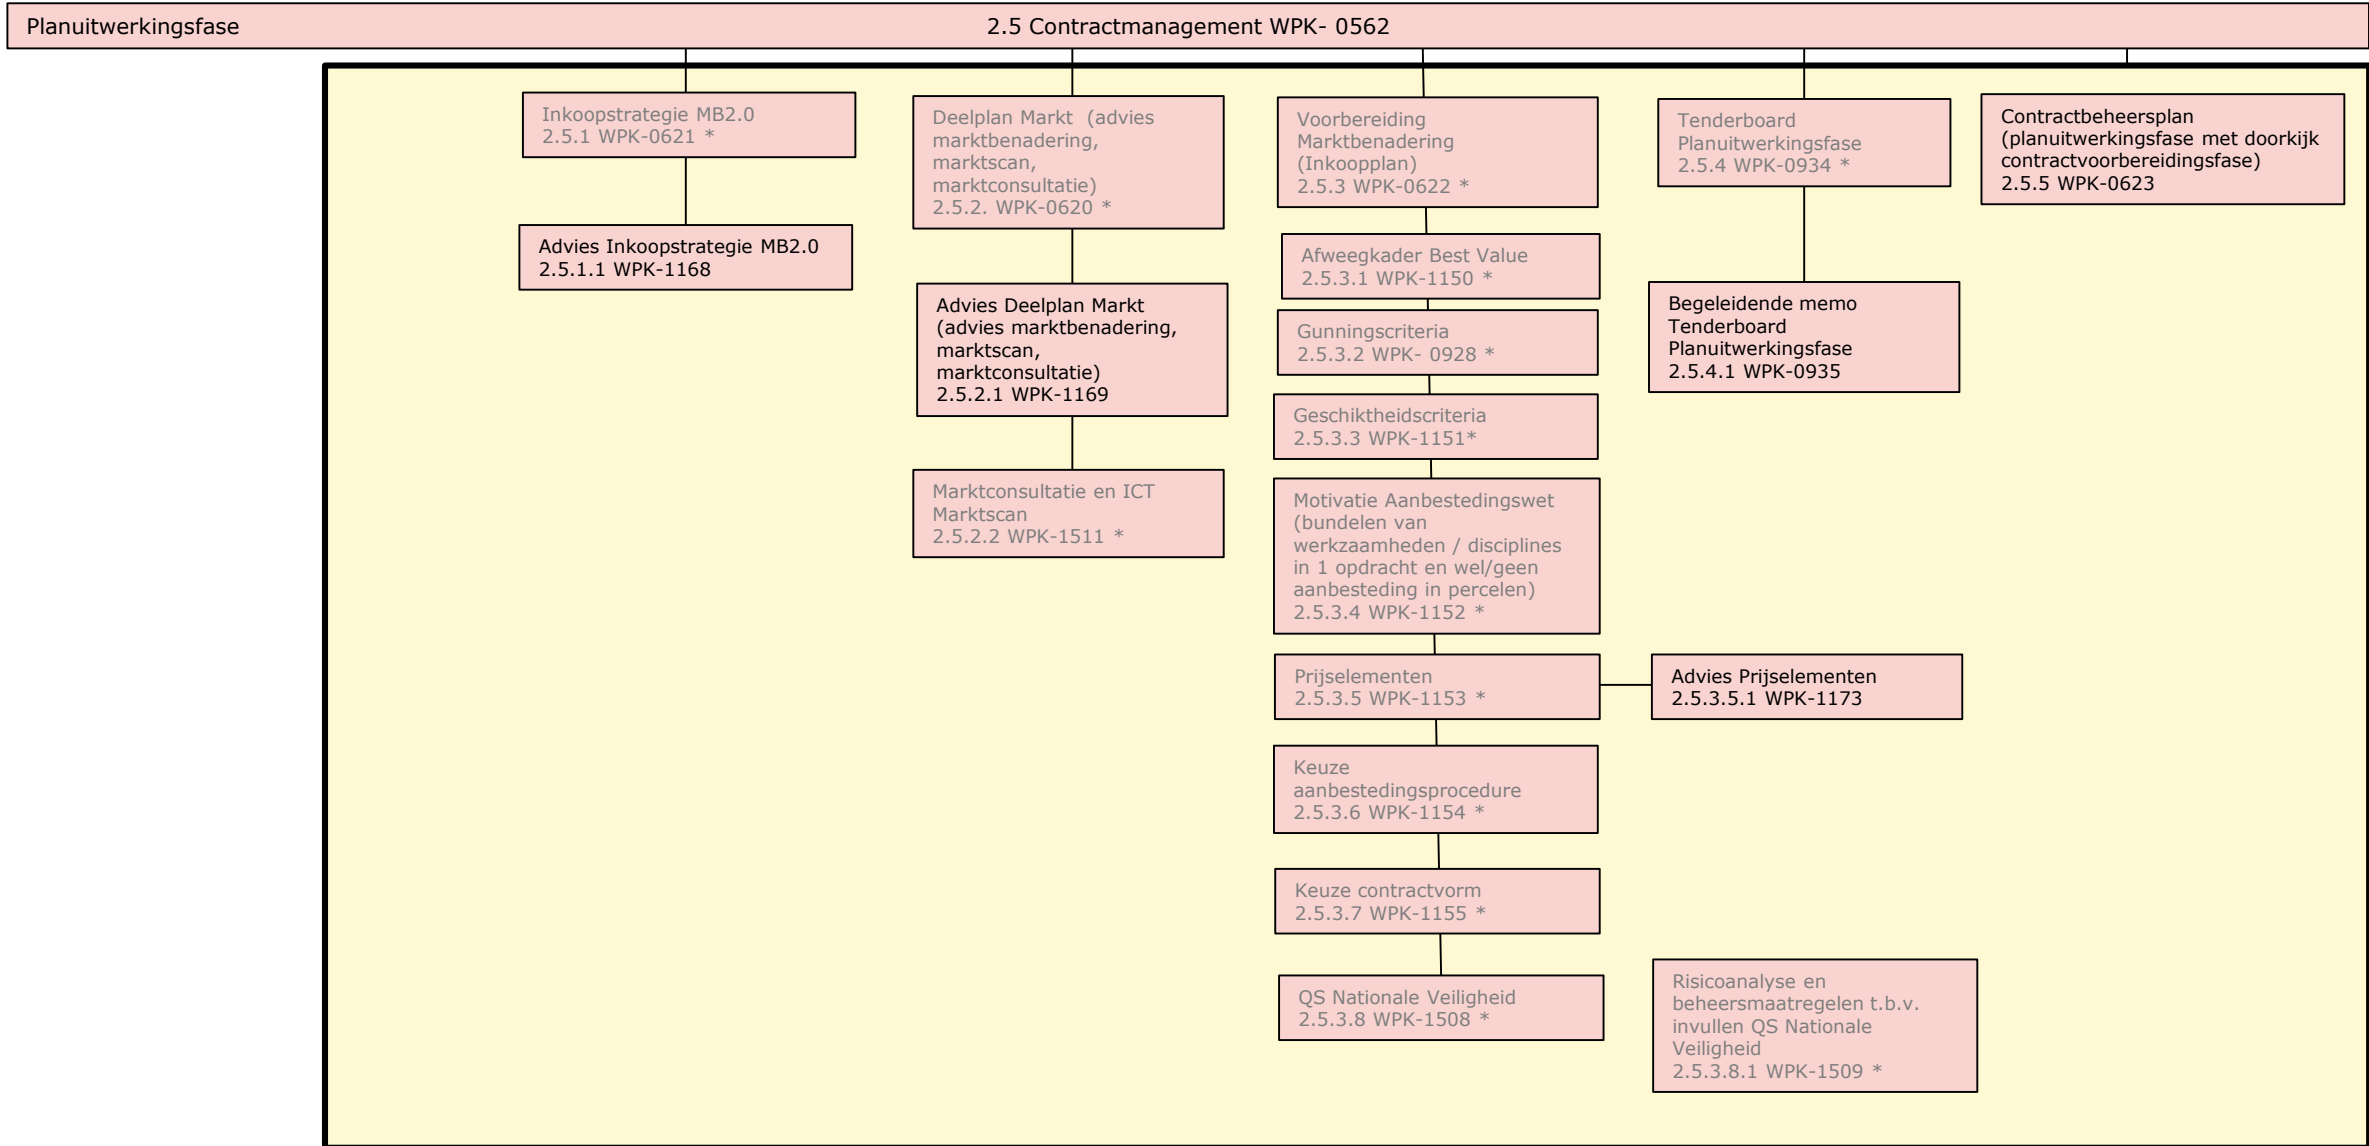 Planuitwerkingsfase
2.5 Contractmanagement WPK- 0562
Inkoopstrategie MB2.0
2.5.1 WPK-0621 *
Advies Inkoopstrategie MB2.0
2.5.1.1 WPK-1168
Deelplan Markt  (advies
marktbenadering,
marktscan,
marktconsultatie)
2.5.2. WPK-0620 *
Advies Deelplan Markt
(advies marktbenadering,
marktscan,
marktconsultatie)
2.5.2.1 WPK-1169
Marktconsultatie en ICT
Marktscan
2.5.2.2 WPK-1511 *
Voorbereiding
Marktbenadering
(Inkoopplan)
2.5.3 WPK-0622 *
Afweegkader Best Value
2.5.3.1 WPK-1150 *
Gunningscriteria
2.5.3.2 WPK- 0928 *
Geschiktheidscriteria
2.5.3.3 WPK-1151*
Motivatie Aanbestedingswet
(bundelen van
werkzaamheden / disciplines
in 1 opdracht en wel/geen
aanbesteding in percelen)
2.5.3.4 WPK-1152 *
Prijselementen
2.5.3.5 WPK-1153 *
Advies Prijselementen
2.5.3.5.1 WPK-1173
Keuze
aanbestedingsprocedure
2.5.3.6 WPK-1154 *
Keuze contractvorm
2.5.3.7 WPK-1155 *
QS Nationale Veiligheid
2.5.3.8 WPK-1508 *
Risicoanalyse en
beheersmaatregelen t.b.v.
invullen QS Nationale
Veiligheid
2.5.3.8.1 WPK-1509 *
Tenderboard
Planuitwerkingsfase
2.5.4 WPK-0934 *
Begeleidende memo
Tenderboard
Planuitwerkingsfase
2.5.4.1 WPK-0935
Contractbeheersplan
(planuitwerkingsfase met doorkijk
contractvoorbereidingsfase)
2.5.5 WPK-0623